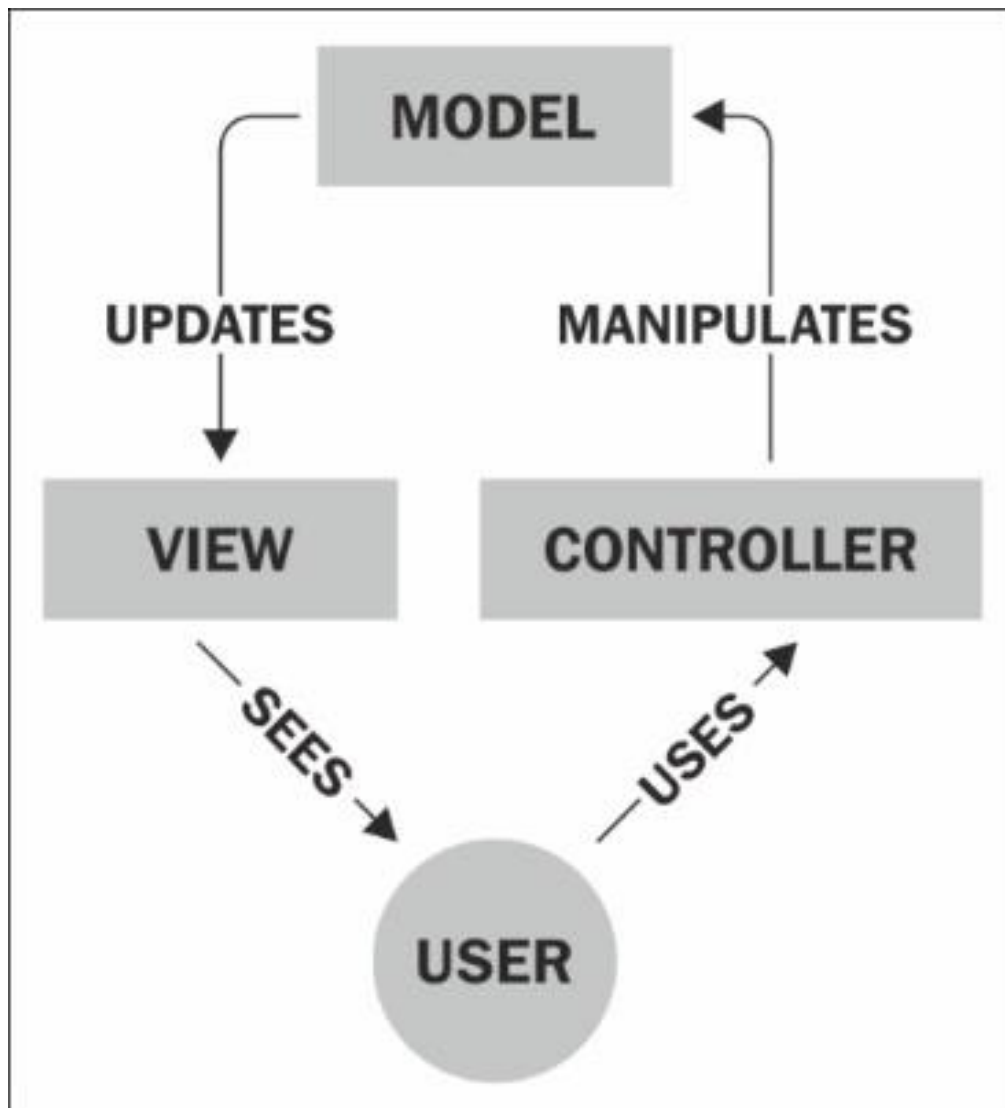 MODEL
UPDATES
MANIPULATES
VIEW
CONTROLLER
SEES
USES
USER